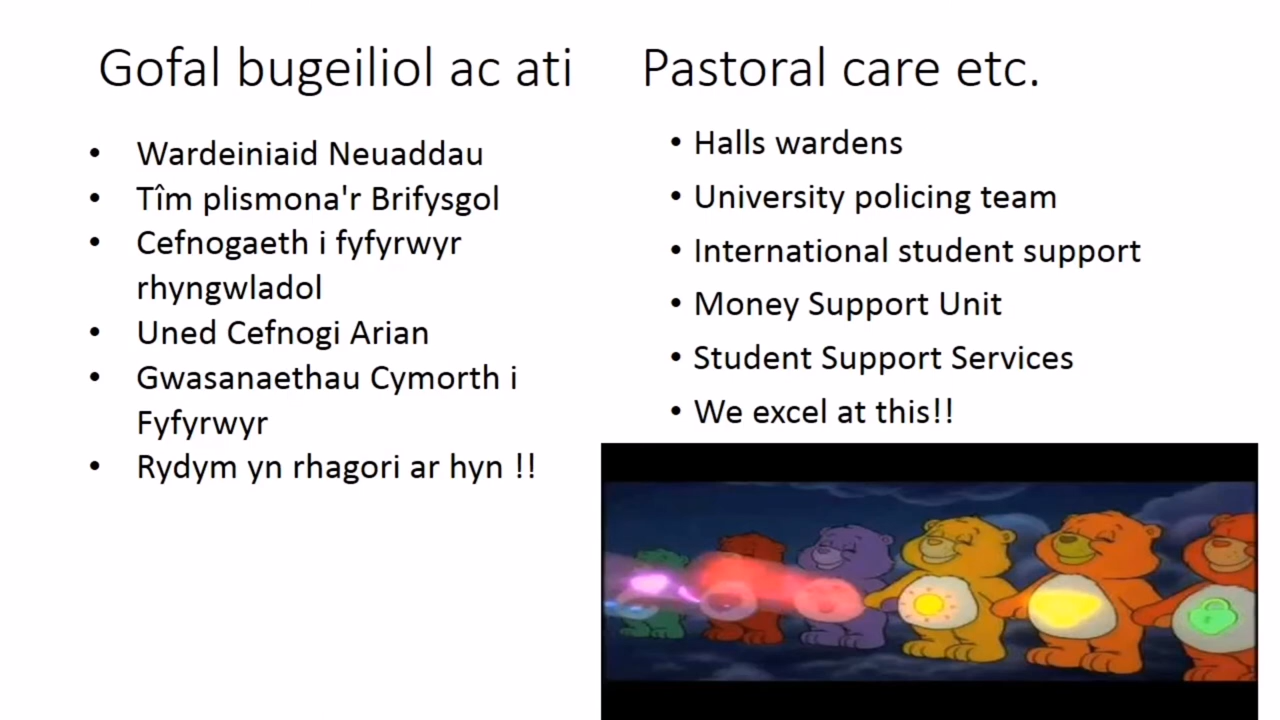 Gofal bugeiliol ac ati
• Wardeiniaid Neuaddau
• Tîm plismona'r Brifysgol
• Cefnogaeth i fyfyrwyr
rhyngwladol
• Uned Cefnogi Arian
• Gwasanaethau Cymorth i
Fyfyrwyr
• Rydym yn rhagori ar hyn !!
Pastoral care etc.
• Halls wardens
• University policing team
• International student support
• Money Support Unit
• Student Support Services
• We excel at this!!